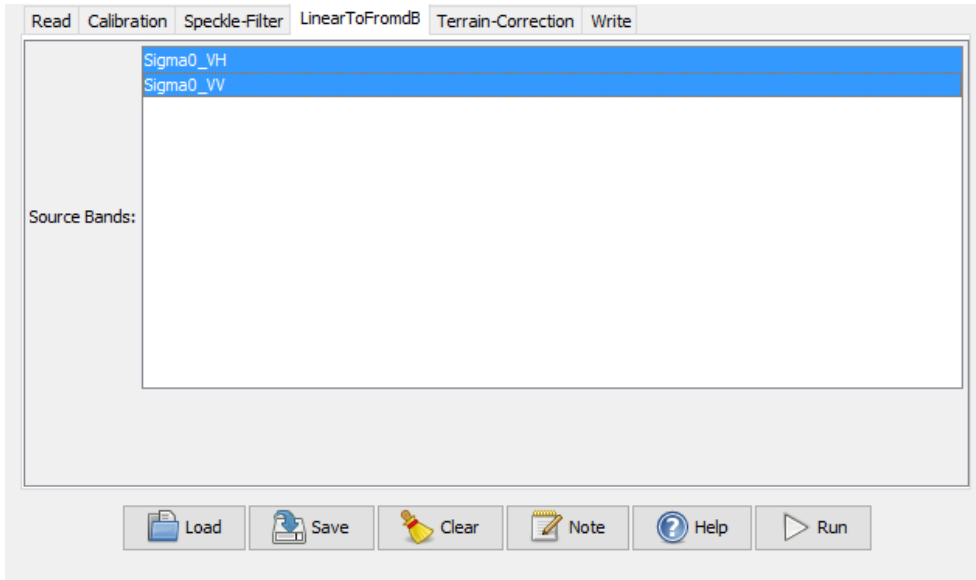 Read Calibration Speckle-Filter LinearToFromdB Terrain-Correction Write
Sigma0_VH
Sigma0_VV
Source Bands:
Load Save Clear Note Help Run